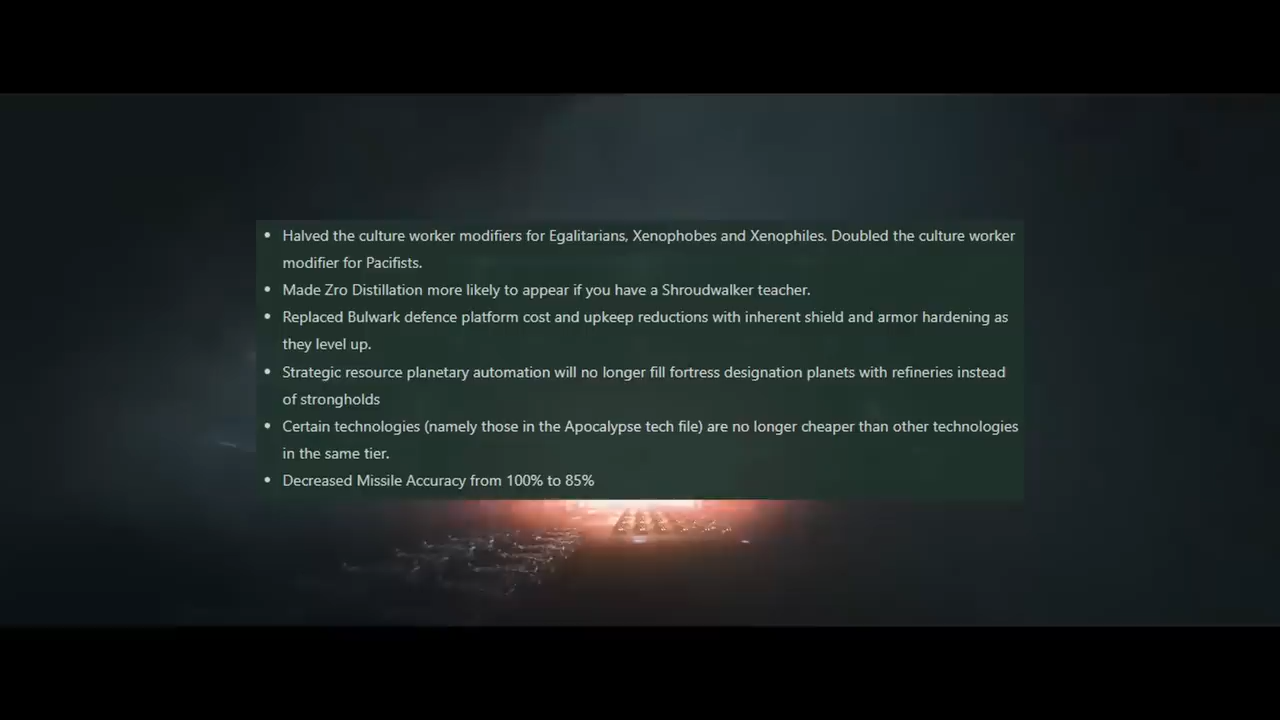 • Halved the culture worker modifiers for Egalitarians, Xenophobes and Xenophiles. Doubled the culture worker
modifier for Pacifists.
• Made Zro Distillation more likely to appear if you have a Shroudwalker teacher.
• Replaced Bulwark defence platform cost and upkeep reductions with inherent shield and armor hardening as
they level up.
• Strategic resource planetary automation will no longer fill fortress designation planets with refineries instead
of strongholds
• Certain technologies (namely those in the Apocalypse tech file) are no longer cheaper than other technologies
in the same tier.
• Decreased Missile Accuracy from 100% to 85%